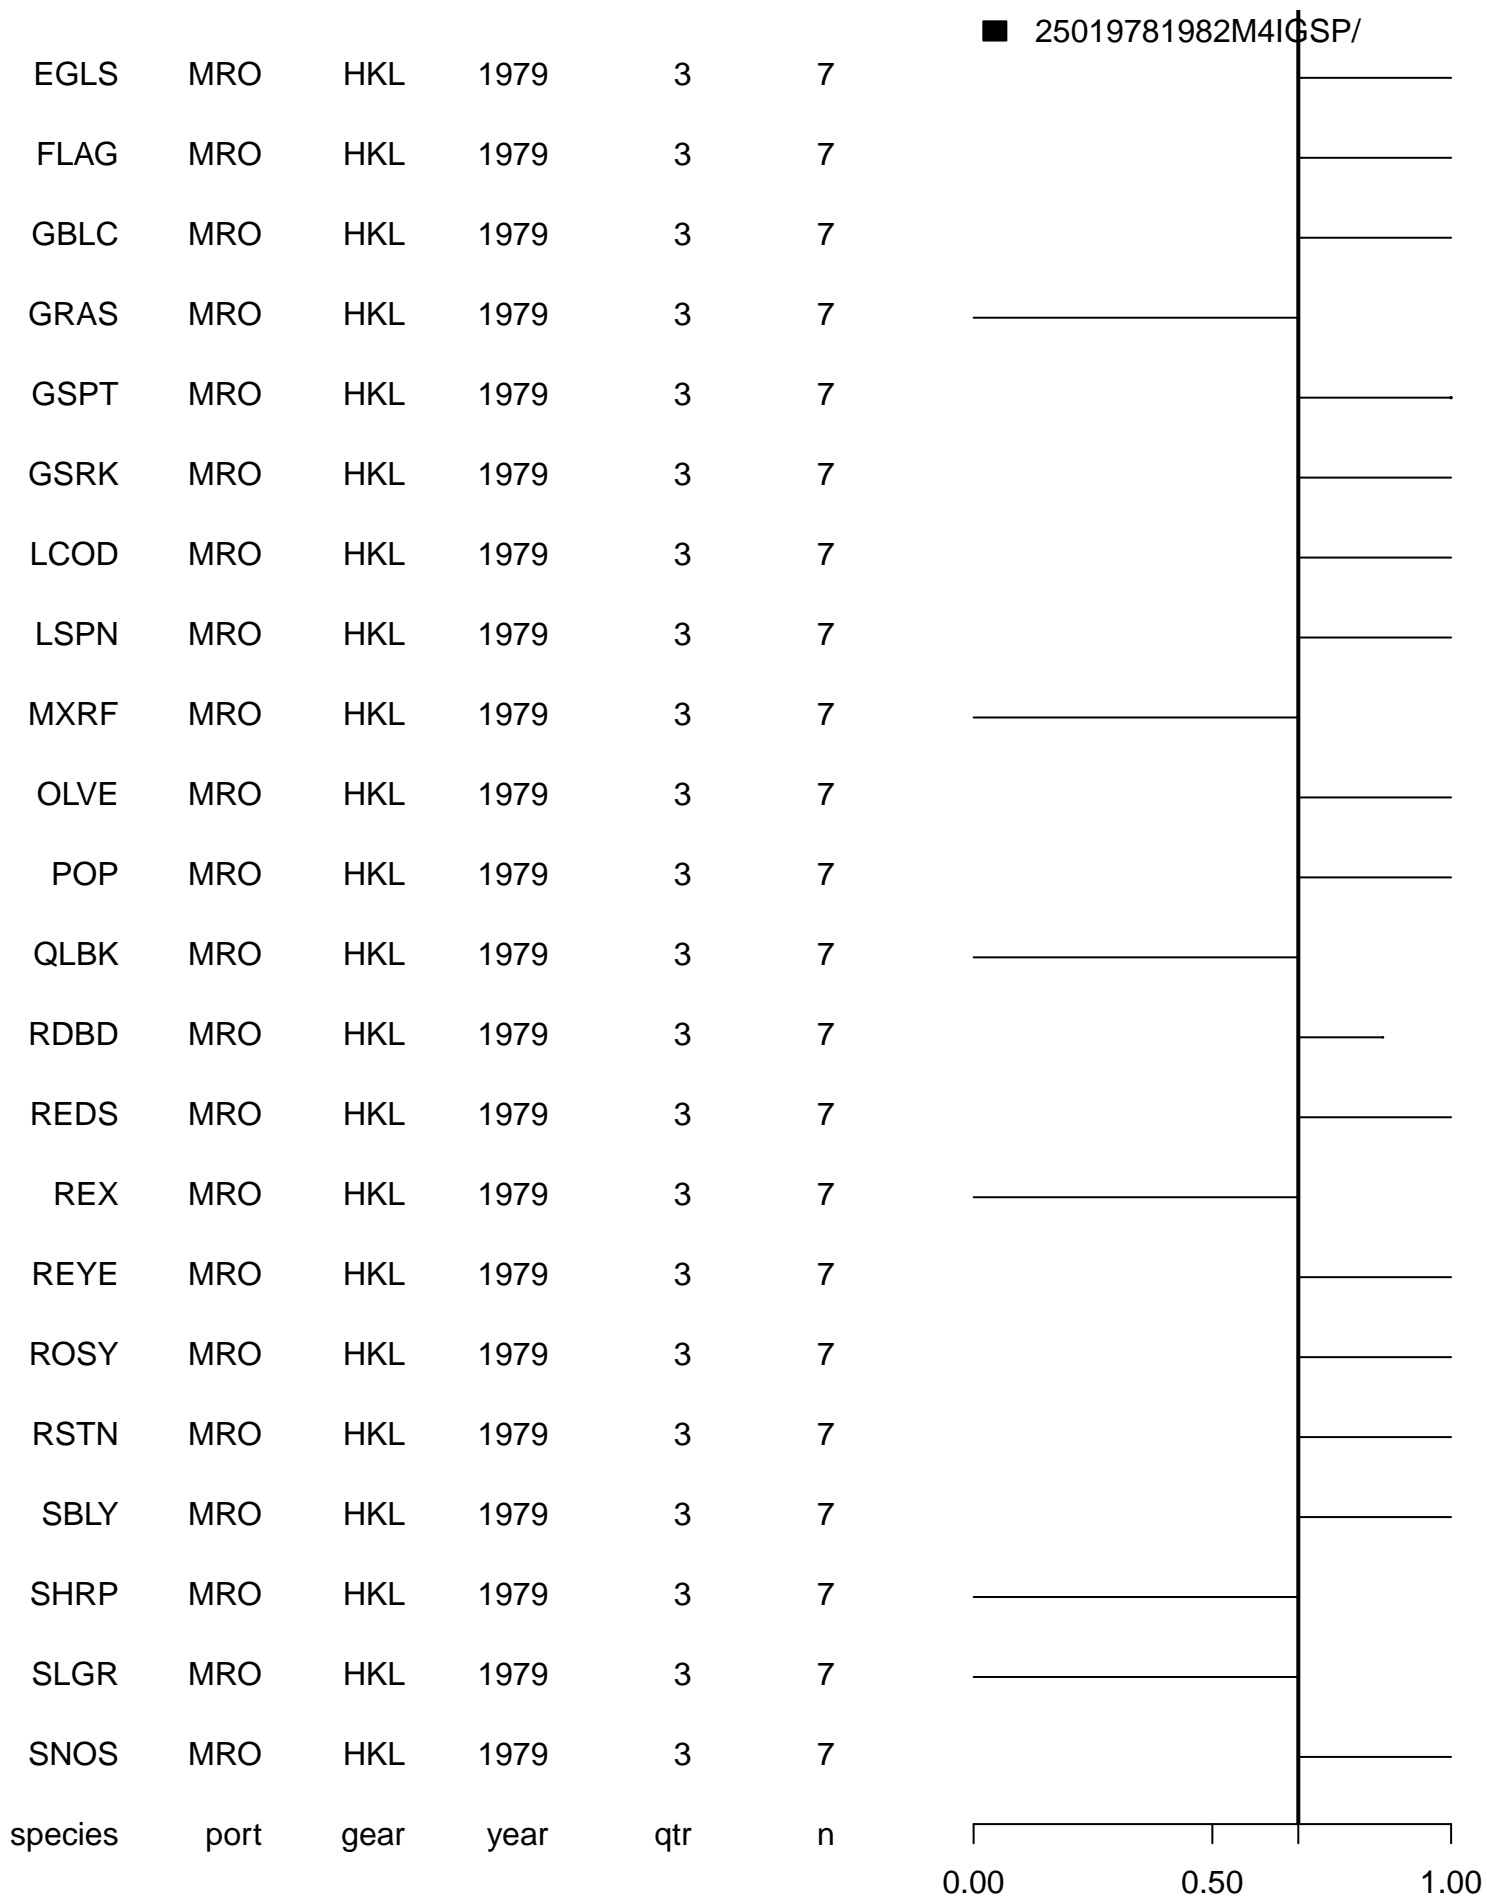 25019781982M4IGSP/
EGLS MRO HKL 1979 3 7
FLAG MRO HKL 1979 3 7
GBLC MRO HKL 1979 3 7
GRAS MRO HKL 1979 3 7
GSPT MRO HKL 1979 3 7
GSRK MRO HKL 1979 3 7
LCOD MRO HKL 1979 3 7
LSPN MRO HKL 1979 3 7
MXRF MRO HKL 1979 3 7
OLVE MRO HKL 1979 3 7
POP MRO HKL 1979 3 7
QLBK MRO HKL 1979 3 7
RDBD MRO HKL 1979 3 7
REDS MRO HKL 1979 3 7
REX MRO HKL 1979 3 7
REYE MRO HKL 1979 3 7
ROSY MRO HKL 1979 3 7
RSTN MRO HKL 1979 3 7
SBLY MRO HKL 1979 3 7
SHRP MRO HKL 1979 3 7
SLGR MRO HKL 1979 3 7
SNOS MRO HKL 1979 3 7
species port gear year qtr n
0.00 0.50 1.00